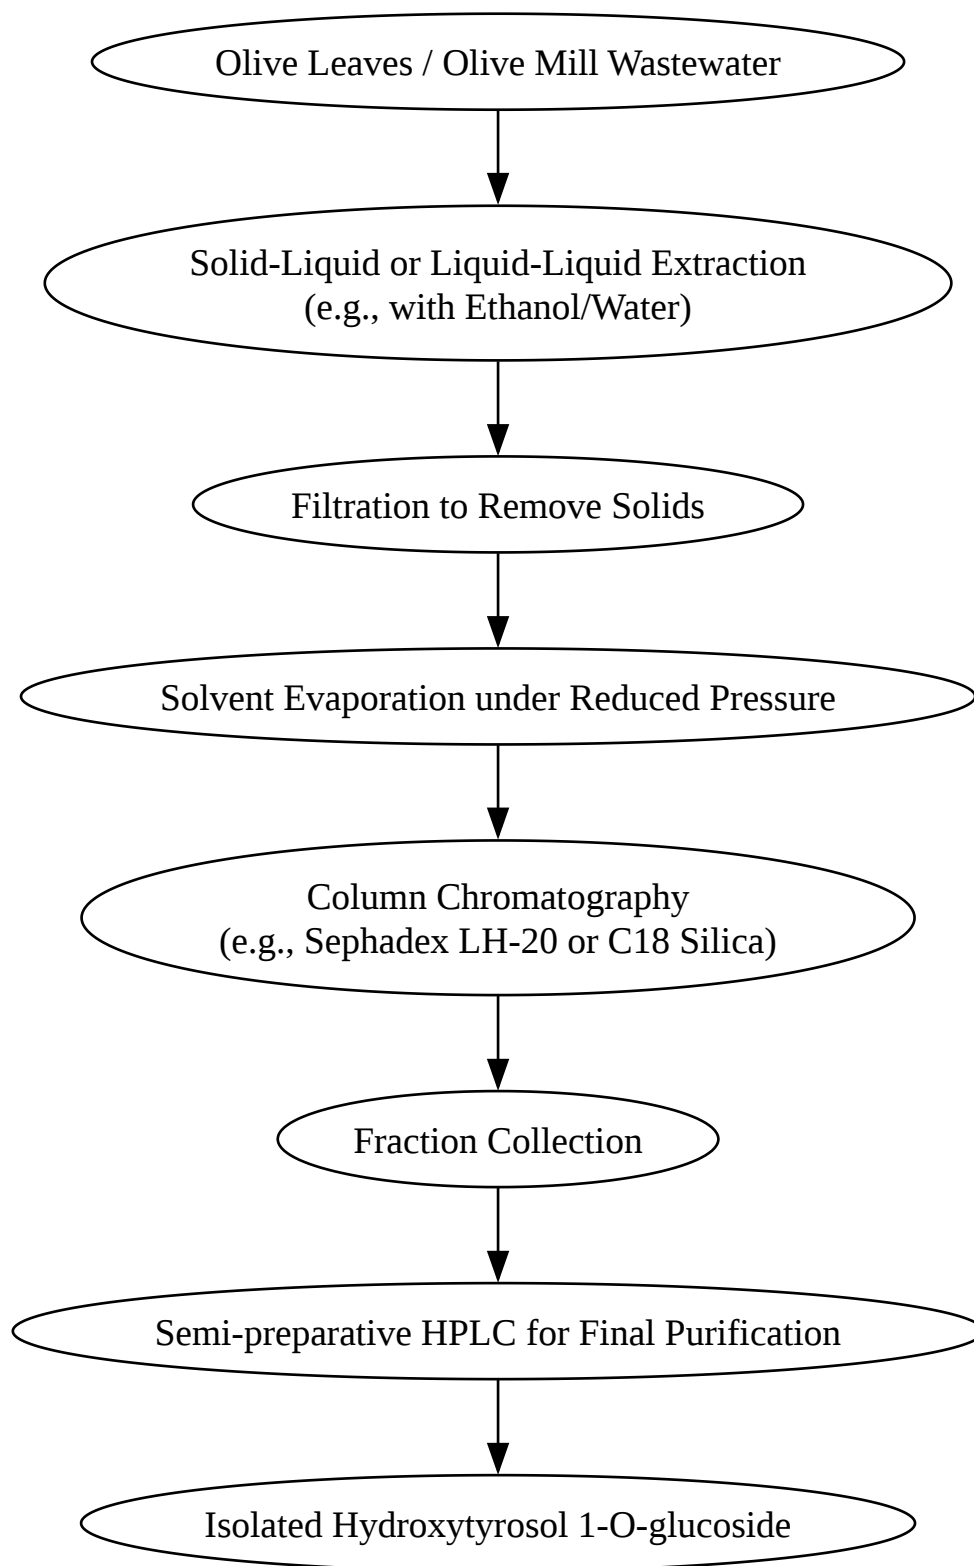 Olive Leaves / Olive Mill Wastewater
Solid-Liquid or Liquid-Liquid Extraction
(e.g., with Ethanol/Water)
Filtration to Remove Solids
Solvent Evaporation under Reduced Pressure
Column Chromatography
(e.g., Sephadex LH-20 or C18 Silica)
Fraction Collection
Semi-preparative HPLC for Final Purification
Isolated Hydroxytyrosol 1-O-glucoside